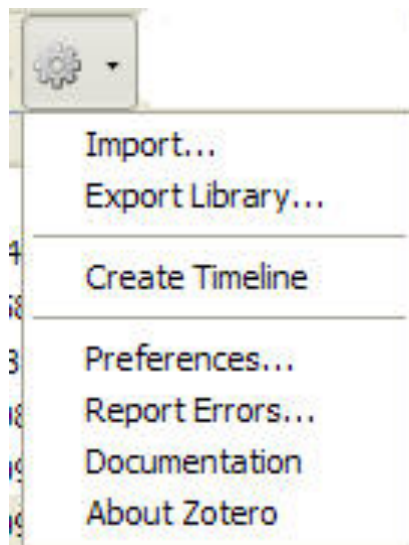 Import...
Export Library...
Create Timeline
Preferences...
Report Errors...
Documentation
About Zotero